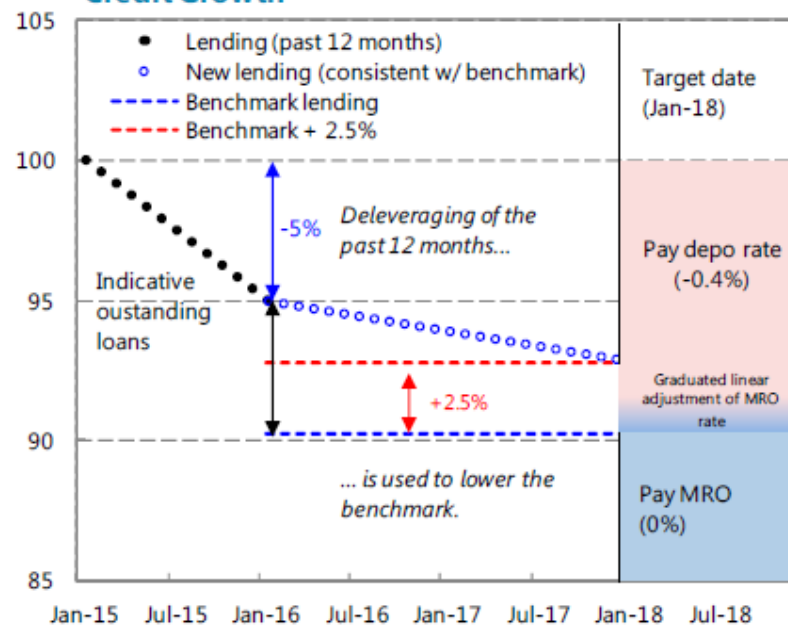 Credit Growth
105
Lending (past 12 months)
New lending (consistent w/ benchmark)
Benchmark lending
Benchmark + 2.5%
Target date
(Jan-18)
100
-5%
Deleveraging of the
past 12 months...
Pay depo rate
(-0.4%)
Indicative
oustanding
loans
95
Graduated linear
adjustment of MRO
rate
+2.5%
90
... is used to lower the
benchmark.
Pay MRO
(0%)
85
Jan-15 Jul-15 Jan-16 Jul-16 Jan-17 Jul-17 Jan-18 Jul-18